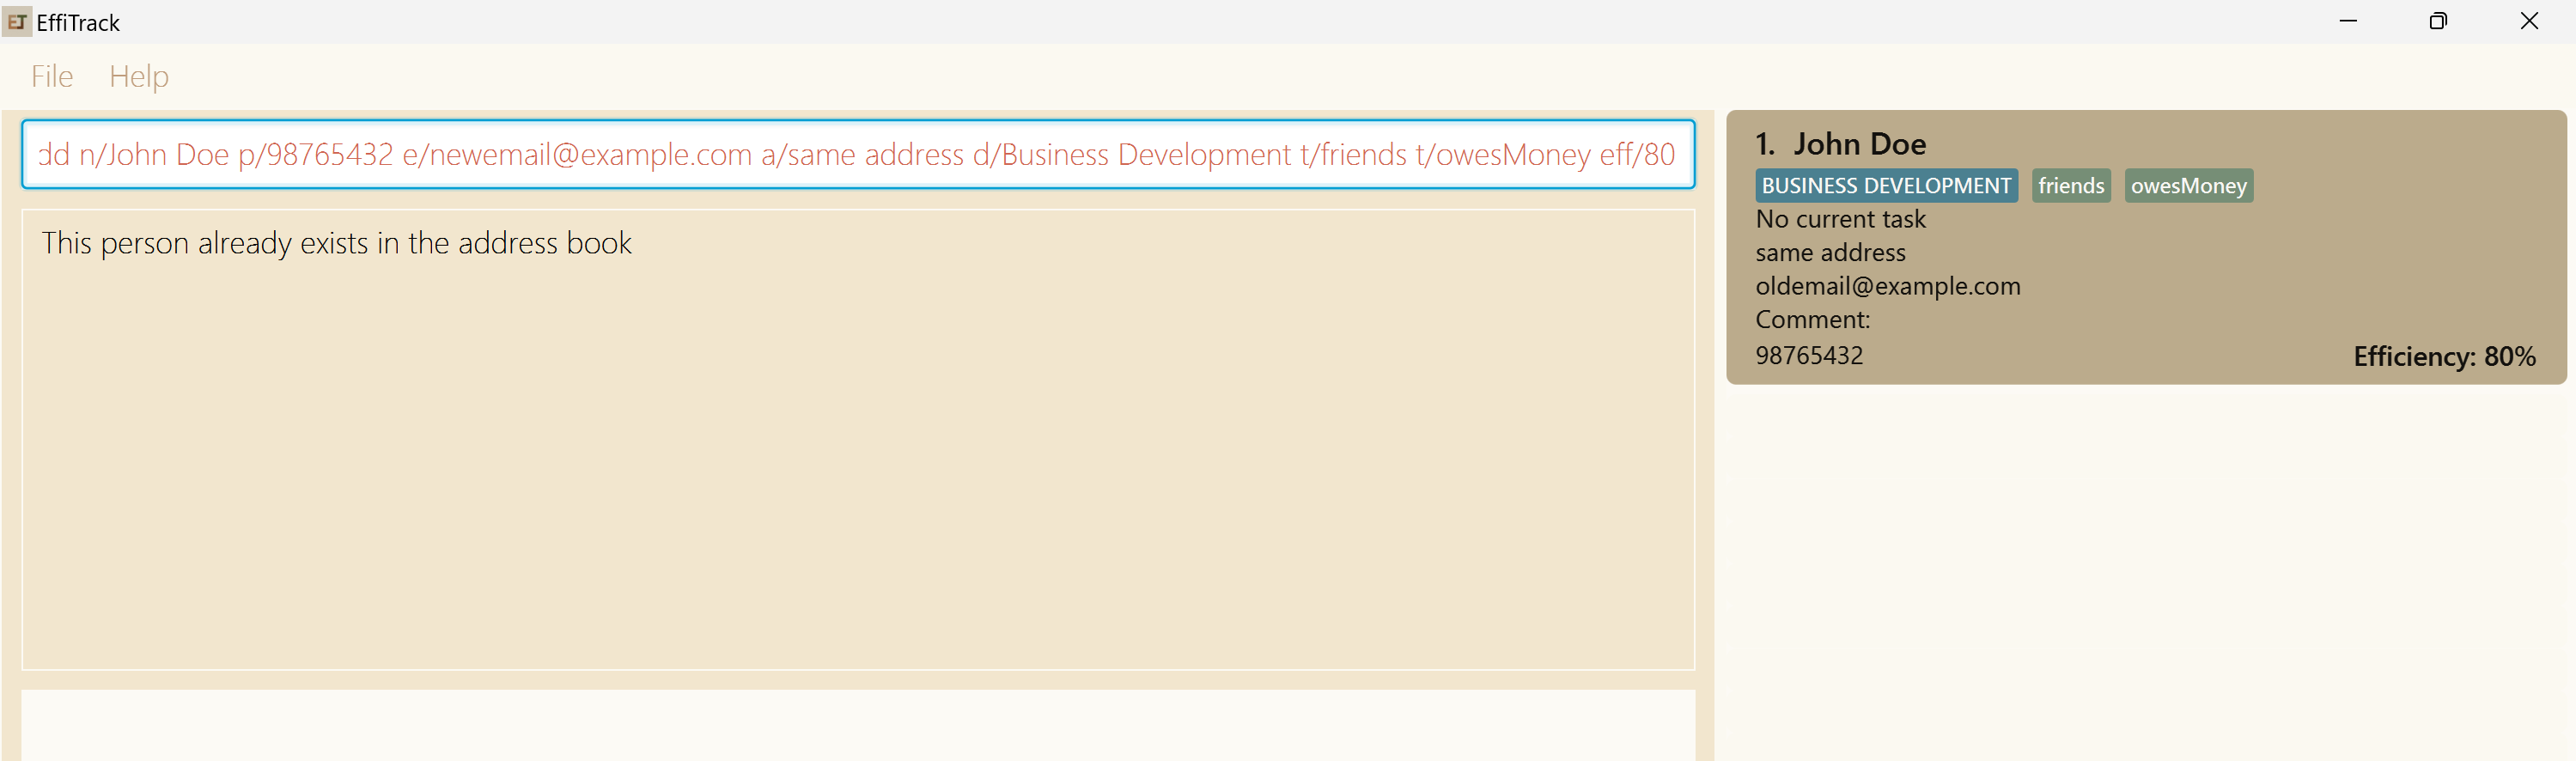 ET EffiTrack
File Help
dd n/John Doe p/98765432 e/newemail@example.com a/same address d/Business Development t/friends t/owesMoney eff/80
This person already exists in the address book
1. John Doe
BUSINESS DEVELOPMENT friends owesMoney
No current task
same address
oldemail@example.com
Comment:
98765432
Efficiency: 80%